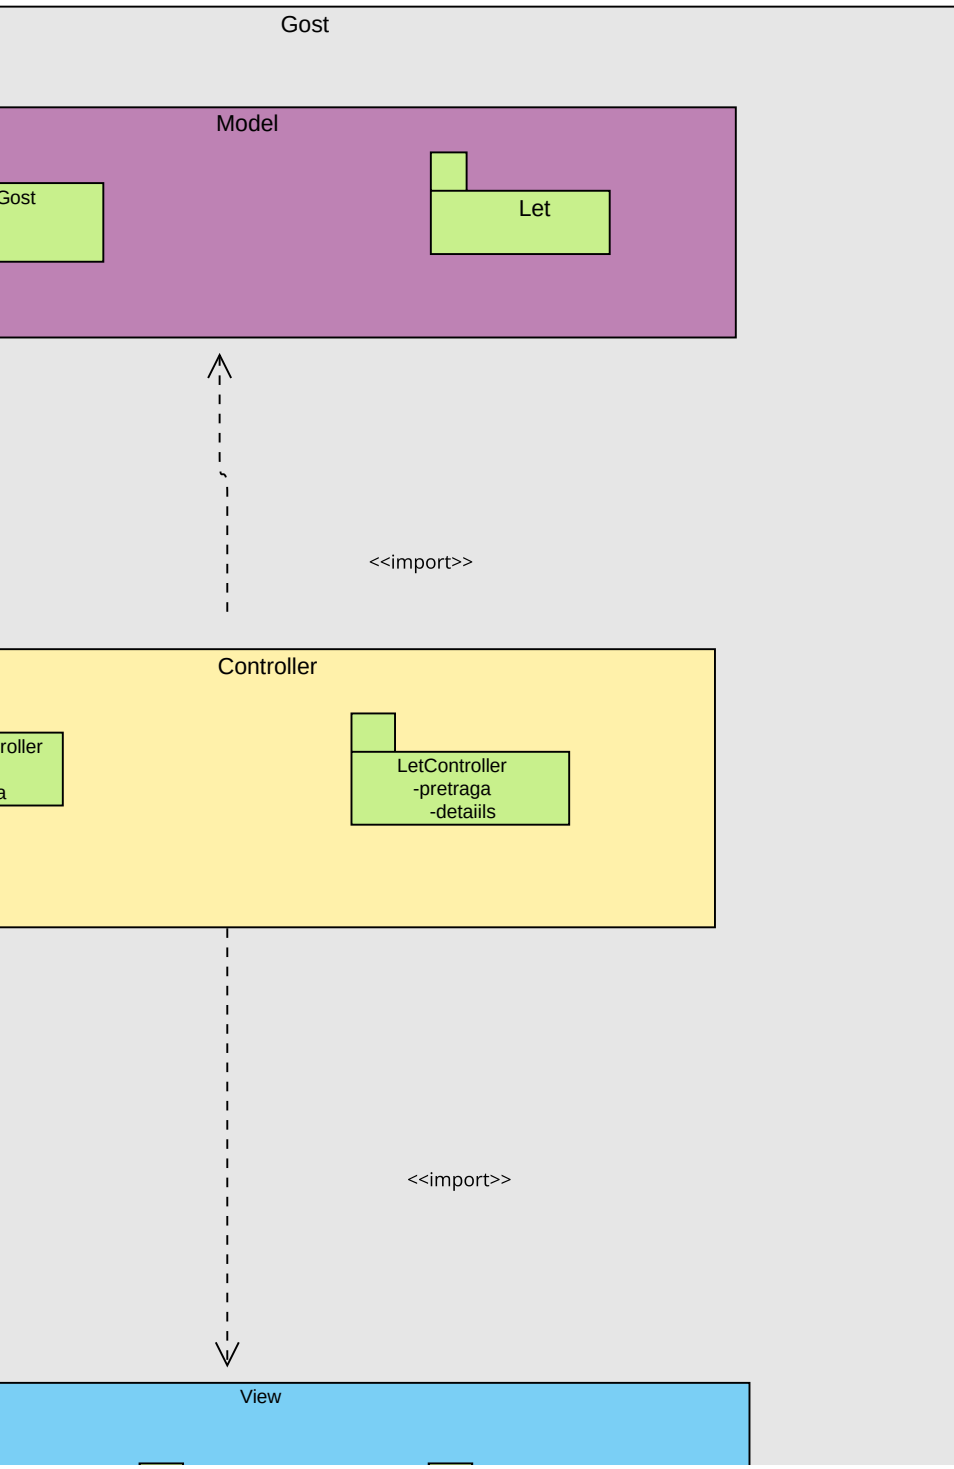 Gost
Model
Gost
Let
<<import>>
Controller
roller
a
LetController
-pretraga
-detaiils
<<import>>
View